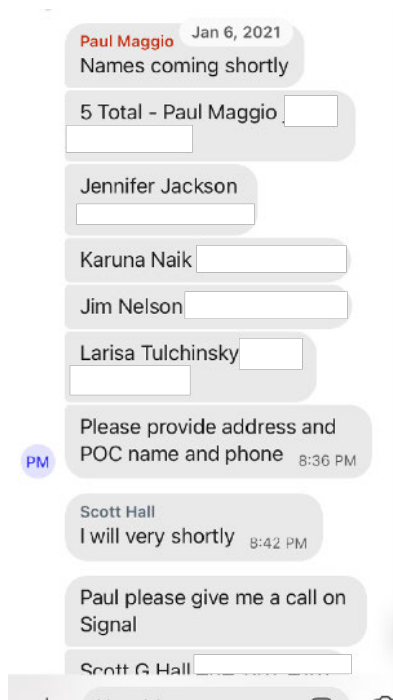 Jan 6, 2021
Paul Maggio
Names coming shortly
5 Total - Paul Maggio
Jennifer Jackson
Karuna Naik
Jim Nelson
Larisa Tulchinsky
Please provide address and
POC name and phone 8:36 PM
PM
Scott Hall
I will very shortly 8:42 PM
Paul please give me a call on
Signal
Scott G Hall